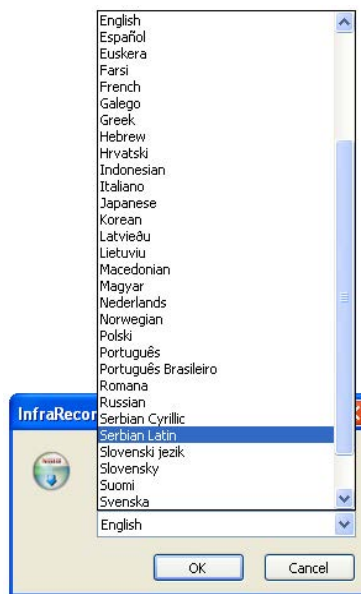 English
Español
Euskera
Farsi
French
Galego
Greek
Hebrew
Hrvatski
Indonesian
Italiano
Japanese
Korean
Latvieðu
Lietuviu
Macedonian
Magyar
Nederlands
Norwegian
Polski
Português
Português Brasileiro
Romana
Russian
InfraRecor
Serbian Cyrillic
Serbian Latin
Slovenski jezik
Slovensky
Suomi
Svenska
English
OK Cancel